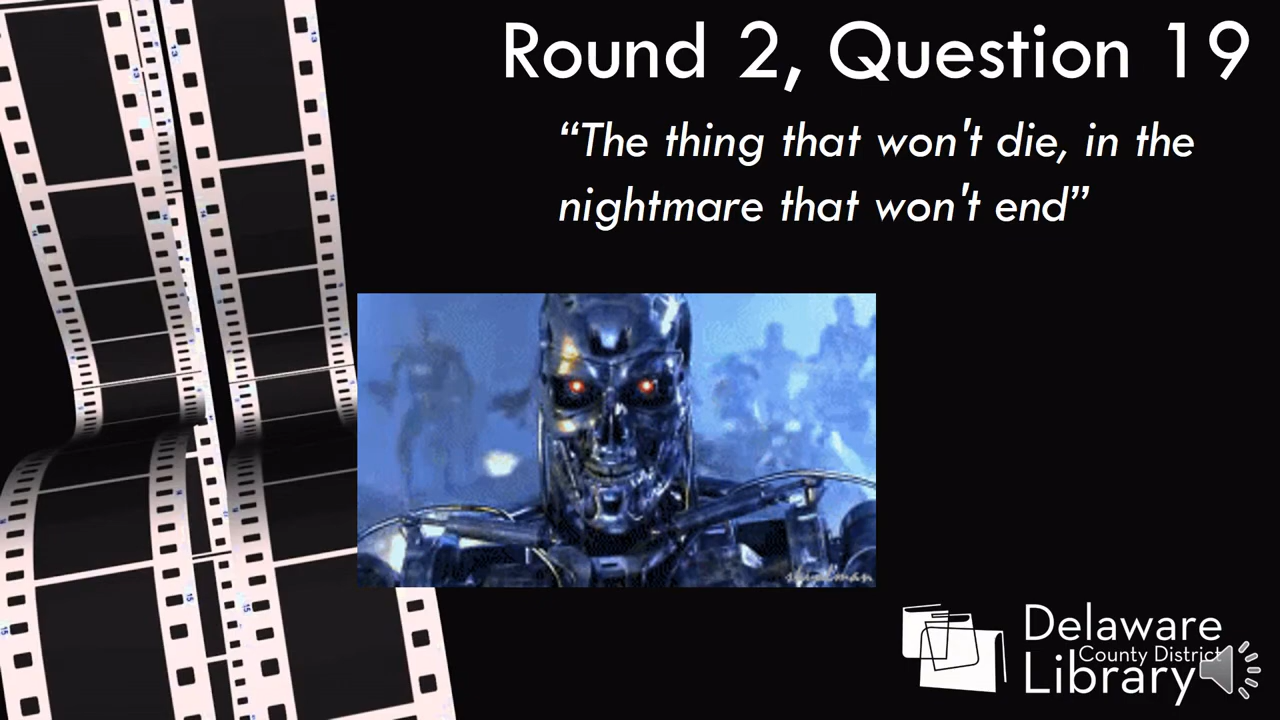 Round 2, Question 19
“The thing that won't die, in the
nightmare that won't end”
Delaware
County District
Library